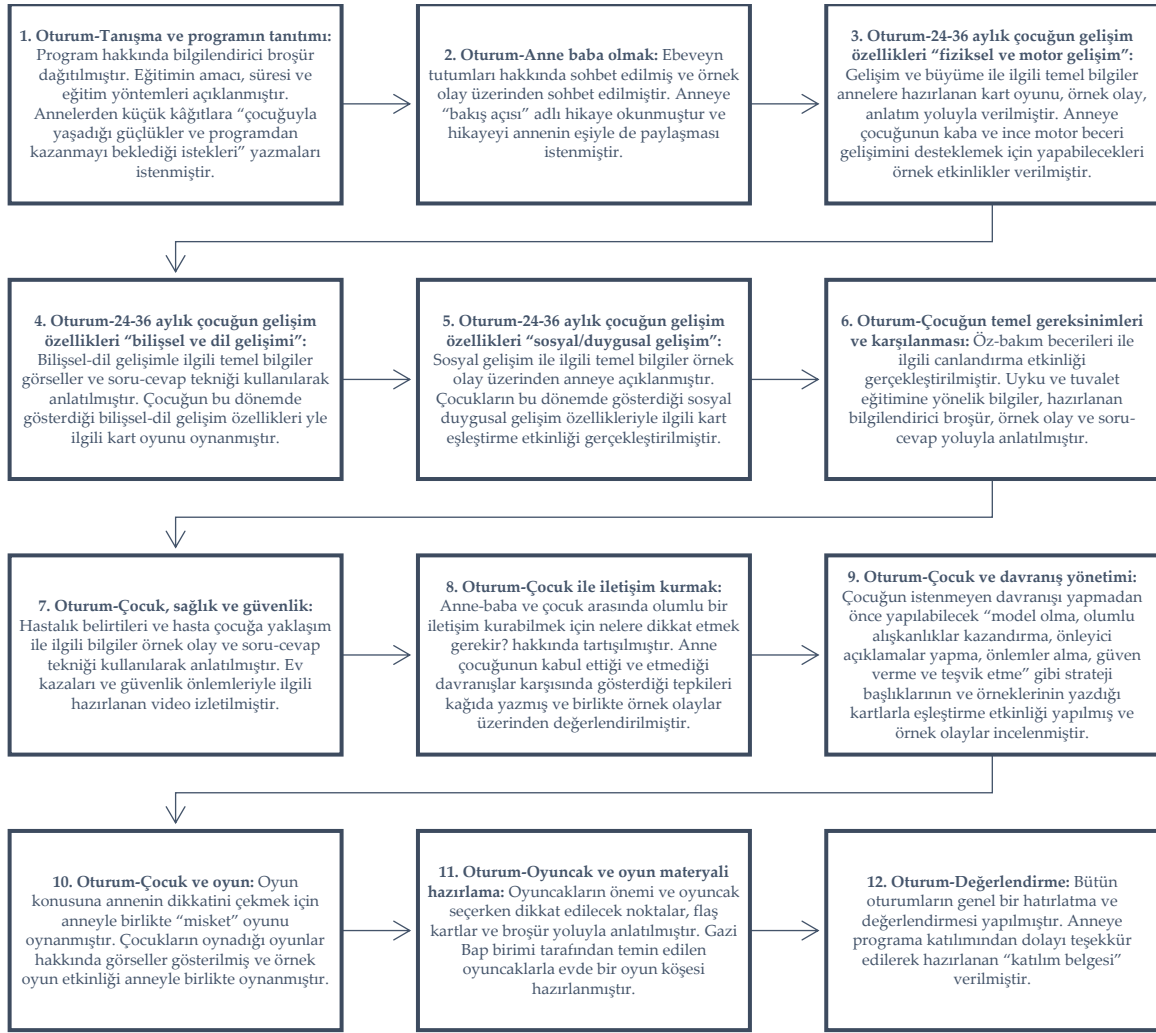 1. Oturum-Tanışma ve programın tanıtımı:
Program hakkında bilgilendirici broşür
dağıtılmıştır. Eğitimin amacı, süresi ve
eğitim yöntemleri açıklanmıştır.
Annelerden küçük kâğıtlara “çocuğuyla
yaşadığı güçlükler ve programdan
kazanmayı beklediği istekleri” yazmaları
istenmiştir.
2. Oturum-Anne baba olmak: Ebeveyn
tutumları hakkında sohbet edilmiş ve örnek
olay üzerinden sohbet edilmiştir. Anneye
“bakış açısı” adlı hikaye okunmuştur ve
hikayeyi annenin eşiyle de paylaşması
istenmiştir.
3. Oturum-24-36 aylık çocuğun gelişim
özellikleri “fiziksel ve motor gelişim”:
Gelişim ve büyüme ile ilgili temel bilgiler
annelere hazırlanan kart oyunu, örnek olay,
anlatım yoluyla verilmiştir. Anneye
çocuğunun kaba ve ince motor beceri
gelişimini desteklemek için yapabilecekleri
örnek etkinlikler verilmiştir.
4. Oturum-24-36 aylık çocuğun gelişim
özellikleri “bilişsel ve dil gelişimi”:
Bilişsel-dil gelişimle ilgili temel bilgiler
görseller ve soru-cevap tekniği kullanılarak
anlatılmıştır. Çocuğun bu dönemde
gösterdiği bilişsel-dil gelişim özellikleri yle
ilgili kart oyunu oynanmıştır.
5. Oturum-24-36 aylık çocuğun gelişim
özellikleri “sosyal/duygusal gelişim”:
Sosyal gelişim ile ilgili temel bilgiler örnek
olay üzerinden anneye açıklanmıştır.
Çocukların bu dönemde gösterdiği sosyal
duygusal gelişim özellikleriyle ilgili kart
eşleştirme etkinliği gerçekleştirilmiştir.
6. Oturum-Çocuğun temel gereksinimleri
ve karşılanması: Öz-bakım becerileri ile
ilgili canlandırma etkinliği
gerçekleştirilmiştir. Uyku ve tuvalet
eğitimine yönelik bilgiler, hazırlanan
bilgilendirici broşür, örnek olay ve soru-
cevap yoluyla anlatılmıştır.
7. Oturum-Çocuk, sağlık ve güvenlik:
Hastalık belirtileri ve hasta çocuğa yaklaşım
ile ilgili bilgiler örnek olay ve soru-cevap
tekniği kullanılarak anlatılmıştır. Ev
kazaları ve güvenlik önlemleriyle ilgili
hazırlanan video izletilmiştir.
8. Oturum-Çocuk ile iletişim kurmak:
Anne-baba ve çocuk arasında olumlu bir
iletişim kurabilmek için nelere dikkat etmek
gerekir? hakkında tartışılmıştır. Anne
çocuğunun kabul ettiği ve etmediği
davranışlar karşısında gösterdiği tepkileri
kağıda yazmış ve birlikte örnek olaylar
üzerinden değerlendirilmiştir.
9. Oturum-Çocuk ve davranış yönetimi:
Çocuğun istenmeyen davranışı yapmadan
önce yapılabilecek “model olma, olumlu
alışkanlıklar kazandırma, önleyici
açıklamalar yapma, önlemler alma, güven
verme ve teşvik etme” gibi strateji
başlıklarının ve örneklerinin yazdığı
kartlarla eşleştirme etkinliği yapılmış ve
örnek olaylar incelenmiştir.
10. Oturum-Çocuk ve oyun: Oyun
konusuna annenin dikkatini çekmek için
anneyle birlikte “misket” oyunu
oynanmıştır. Çocukların oynadığı oyunlar
hakkında görseller gösterilmiş ve örnek
oyun etkinliği anneyle birlikte oynanmıştır.
11. Oturum-Oyuncak ve oyun materyali
hazırlama: Oyuncakların önemi ve oyuncak
seçerken dikkat edilecek noktalar, flaş
kartlar ve broşür yoluyla anlatılmıştır. Gazi
Bap birimi tarafından temin edilen
oyuncaklarla evde bir oyun köşesi
hazırlanmıştır.
12. Oturum-Değerlendirme: Bütün
oturumların genel bir hatırlatma ve
değerlendirmesi yapılmıştır. Anneye
programa katılımından dolayı teşekkür
edilerek hazırlanan “katılım belgesi”
verilmiştir.